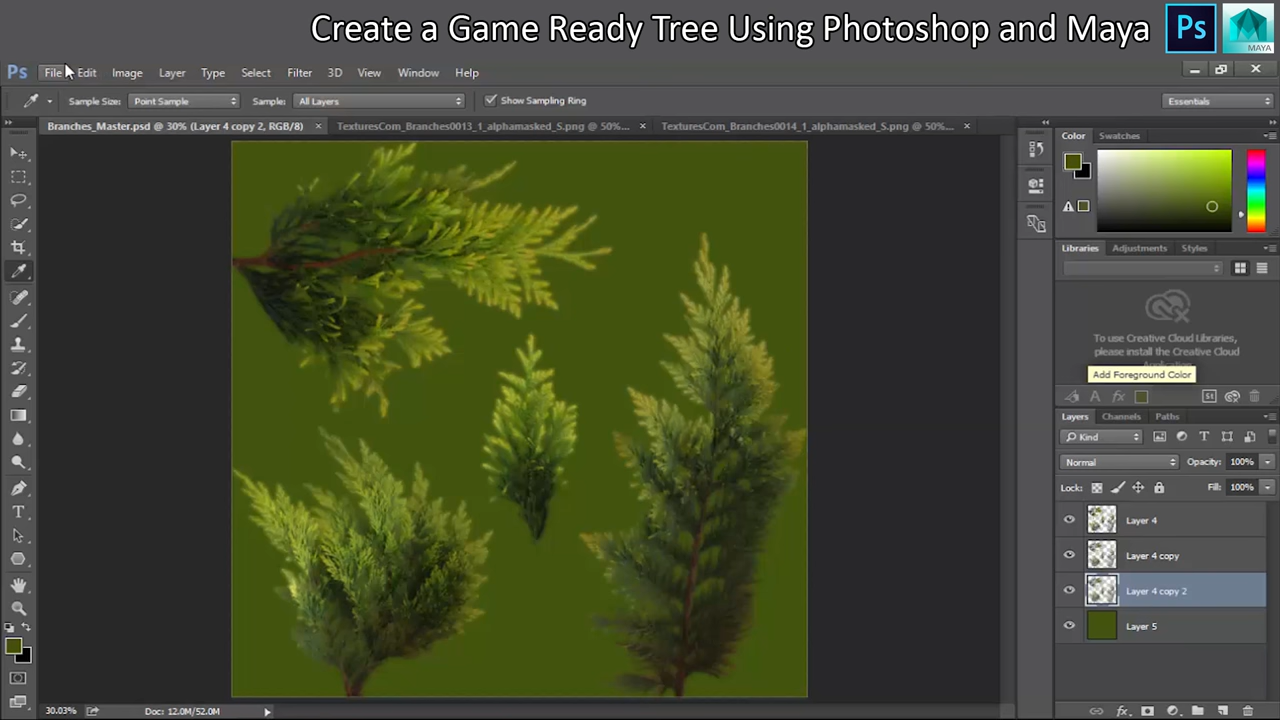 Create a Game Ready Tree Using Photoshop and Maya
Ps
MAYA
Ps File Edit Image Layer Type Select Filter 3D View Window Help
Sample Size: Point Sample Sample: All Layers Show Sampling Ring Essentials
Branches_Master.psd @ 30% (Layer 4 copy 2, RGB/8) × TexturesCom_Branches0013_1_alphamasked_S.png @ 50%... × TexturesCom_Branches0014_1_alphamasked_S.png @ 50%... ×
Color Swatches
Libraries Adjustments Styles
To use Creative Cloud Libraries,
please install the Creative Cloud
Add Foreground Color
A fx St
Layers Channels Paths
Kind T
Normal Opacity: 100%
Lock: Fill: 100%
Layer 4
Layer 4 copy
Layer 4 copy 2
Layer 5
T
30.03% Doc: 12.0M/52.0M
fx